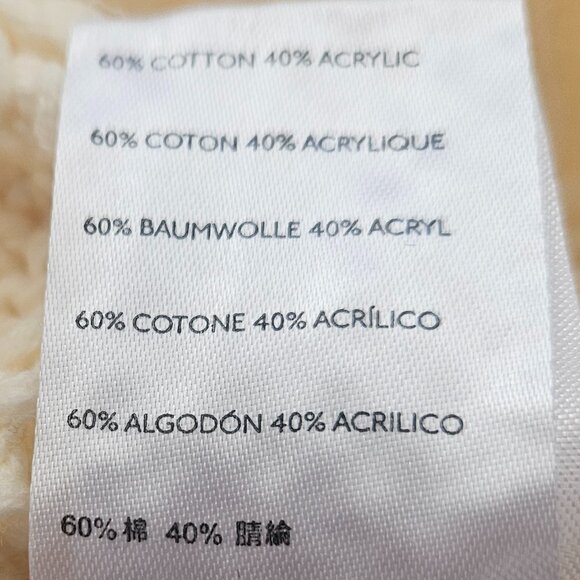 60% COTTON 40% ACRYLIC
60% COTON 40% ACRYLIQUE
60% BAUMWOLLE 40% ACRYL
60% COTONE 40% ACRÍLICO
60% ALGODÓN 40% ACRILICO
60% 棉 40% 腈綸